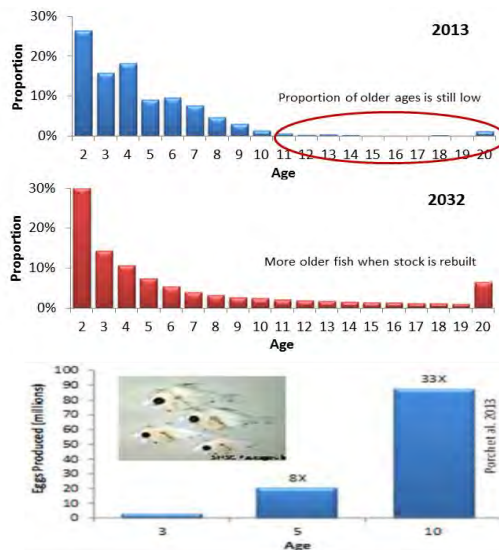 30%
2013
20%
Proportion
10%
Proportion of older ages is still low
0%
2 3 4 5 6 7 8 9 10 11 12 13 14 15 16 17 18 19 20
Age
30%
2032
20%
Proportion
10%
More older fish when stock is rebuilt
0%
2 3 4 5 6 7 8 9 10 11 12 13 14 15 16 17 18 19 20
Age
Eggs Produced (millions)
100
90
80
70
60
50
40
30
20
10
0
8X
33X
Porch et al. 2013
3 5 10
Age